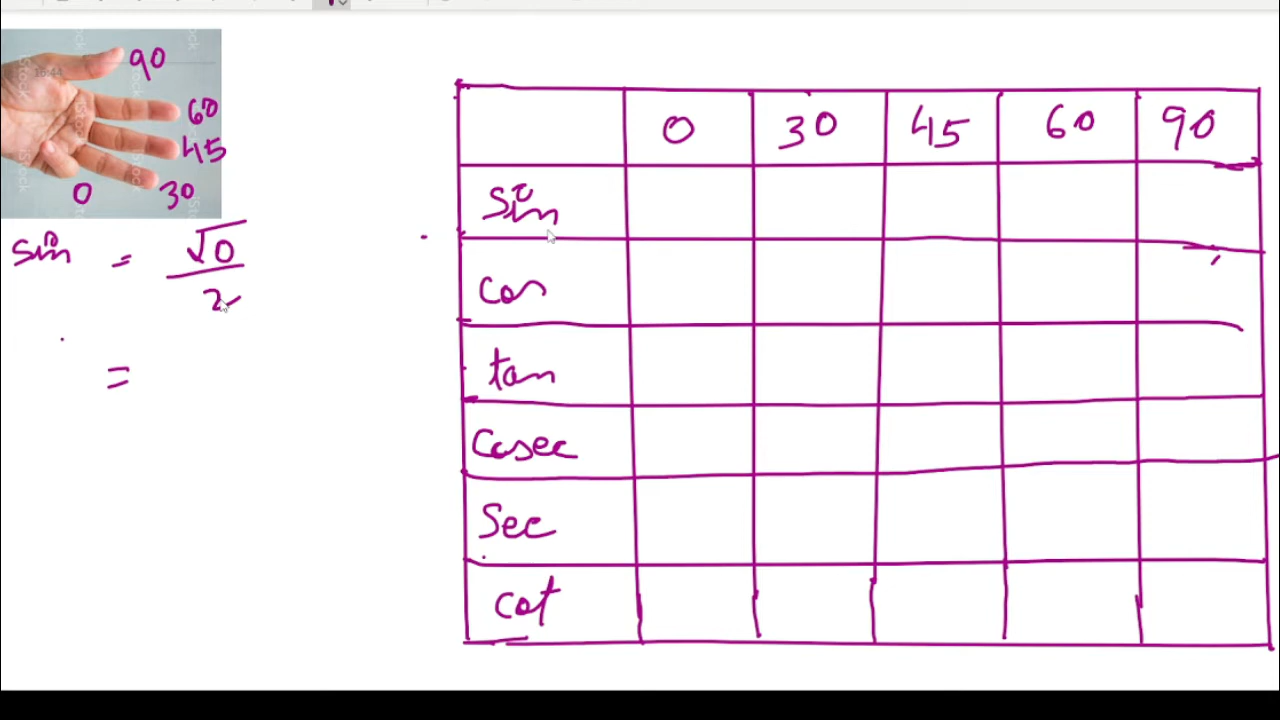 90
60
45
0 30
sin = √0/2
=
0 30 45 60 90
sin
cos
tan
cosec
sec
cot
iStock